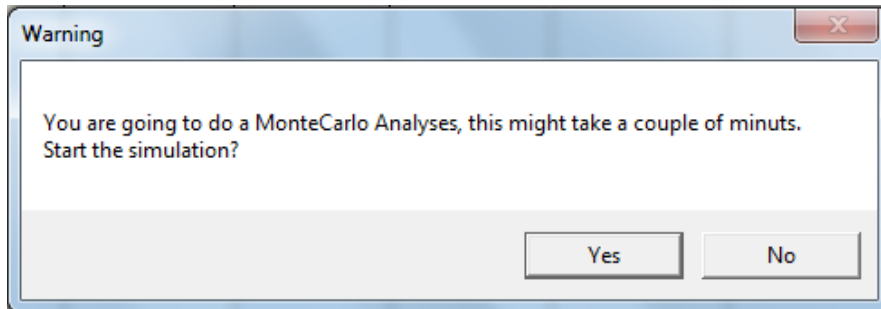 Warning
You are going to do a MonteCarlo Analyses, this might take a couple of minuts.
Start the simulation?
Yes
No